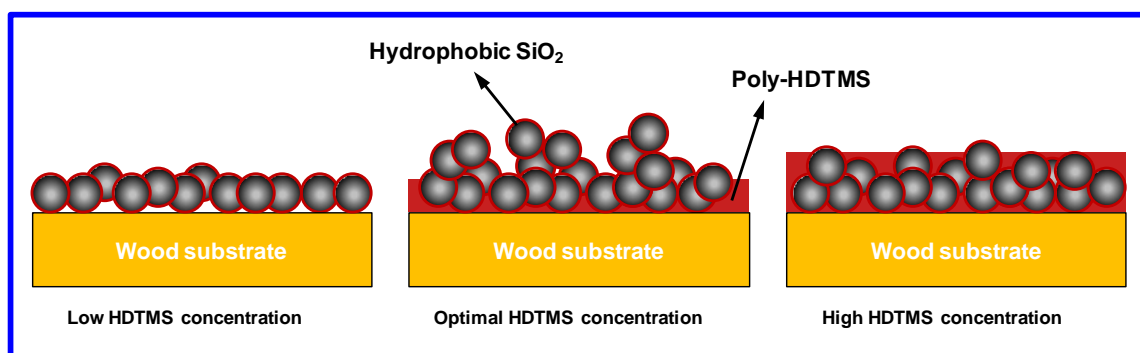 Hydrophobic SiO₂
Poly-HDTMS
Wood substrate
Wood substrate
Wood substrate
Low HDTMS concentration
Optimal HDTMS concentration
High HDTMS concentration